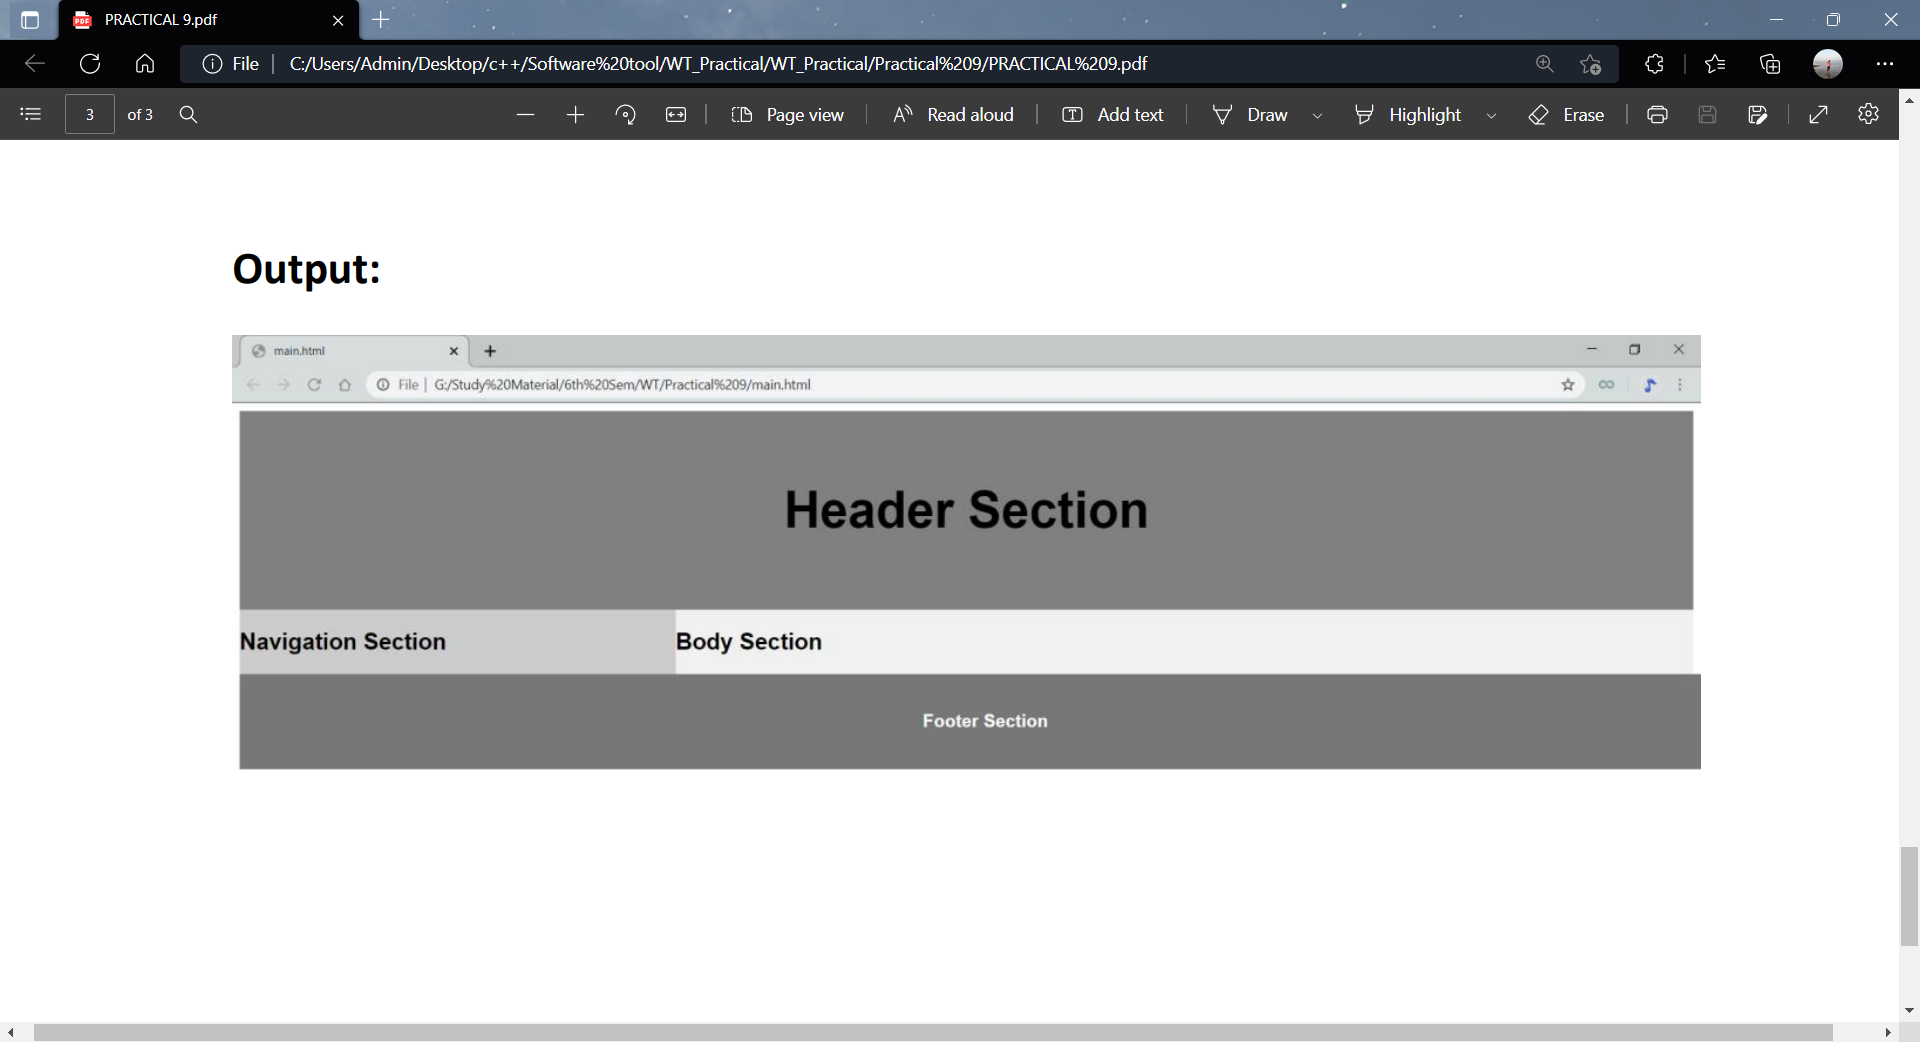 PRACTICAL 9.pdf
File C:/Users/Admin/Desktop/c++/Software%20tool/WT_Practical/WT_Practical/Practical%209/PRACTICAL%209.pdf
3 of 3 Page view Read aloud Add text Draw Highlight Erase
Output:
main.html
File G:/Study%20Material/6th%20Sem/WT/Practical%209/main.html
Header Section
Navigation Section Body Section
Footer Section